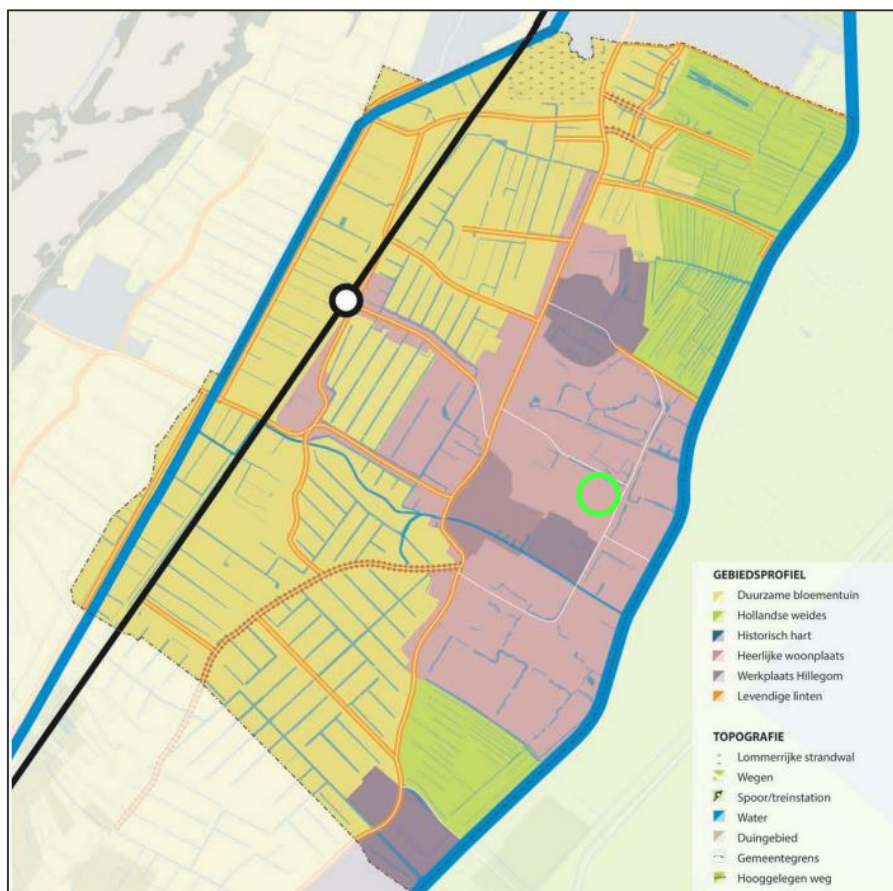 GEBIEDSPROFIEL
Duurzame bloementuin
Hollandse weides
Historisch hart
Heerlijke woonplaats
Werkplaats Hillegom
Levendige linten
TOPOGRAFIE
Lommerrijke strandwal
Wegen
Spoor/treinstation
Water
Duingebied
Gemeentegrens
Hooggelegen weg